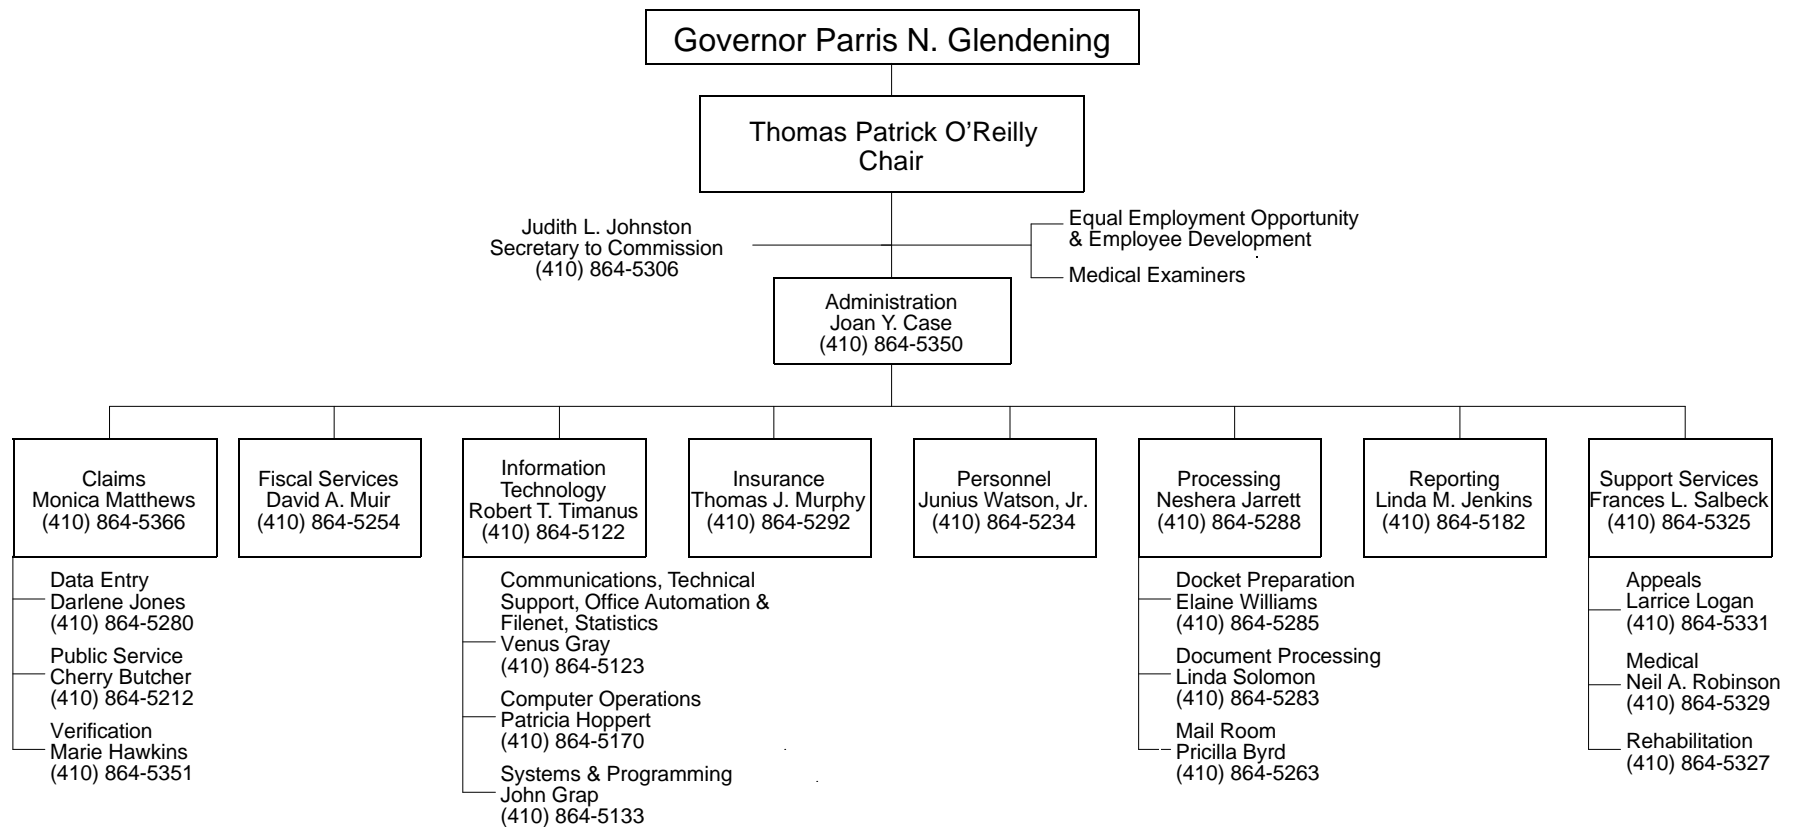 Governor Parris N. Glendening
Thomas Patrick O'Reilly
Chair
Judith L. Johnston
Secretary to Commission
(410) 864-5306
Equal Employment Opportunity
& Employee Development
Medical Examiners
Administration
Joan Y. Case
(410) 864-5350
Claims
Monica Matthews
(410) 864-5366
Fiscal Services
David A. Muir
(410) 864-5254
Information
Technology
Robert T. Timanus
(410) 864-5122
Insurance
Thomas J. Murphy
(410) 864-5292
Personnel
Junius Watson, Jr.
(410) 864-5234
Processing
Neshera Jarrett
(410) 864-5288
Reporting
Linda M. Jenkins
(410) 864-5182
Support Services
Frances L. Salbeck
(410) 864-5325
Data Entry
Darlene Jones
(410) 864-5280
Public Service
Cherry Butcher
(410) 864-5212
Verification
Marie Hawkins
(410) 864-5351
Communications, Technical
Support, Office Automation &
Filenet, Statistics
Venus Gray
(410) 864-5123
Computer Operations
Patricia Hoppert
(410) 864-5170
Systems & Programming
John Grap
(410) 864-5133
Docket Preparation
Elaine Williams
(410) 864-5285
Document Processing
Linda Solomon
(410) 864-5283
Mail Room
Pricilla Byrd
(410) 864-5263
Appeals
Larrice Logan
(410) 864-5331
Medical
Neil A. Robinson
(410) 864-5329
Rehabilitation
(410) 864-5327